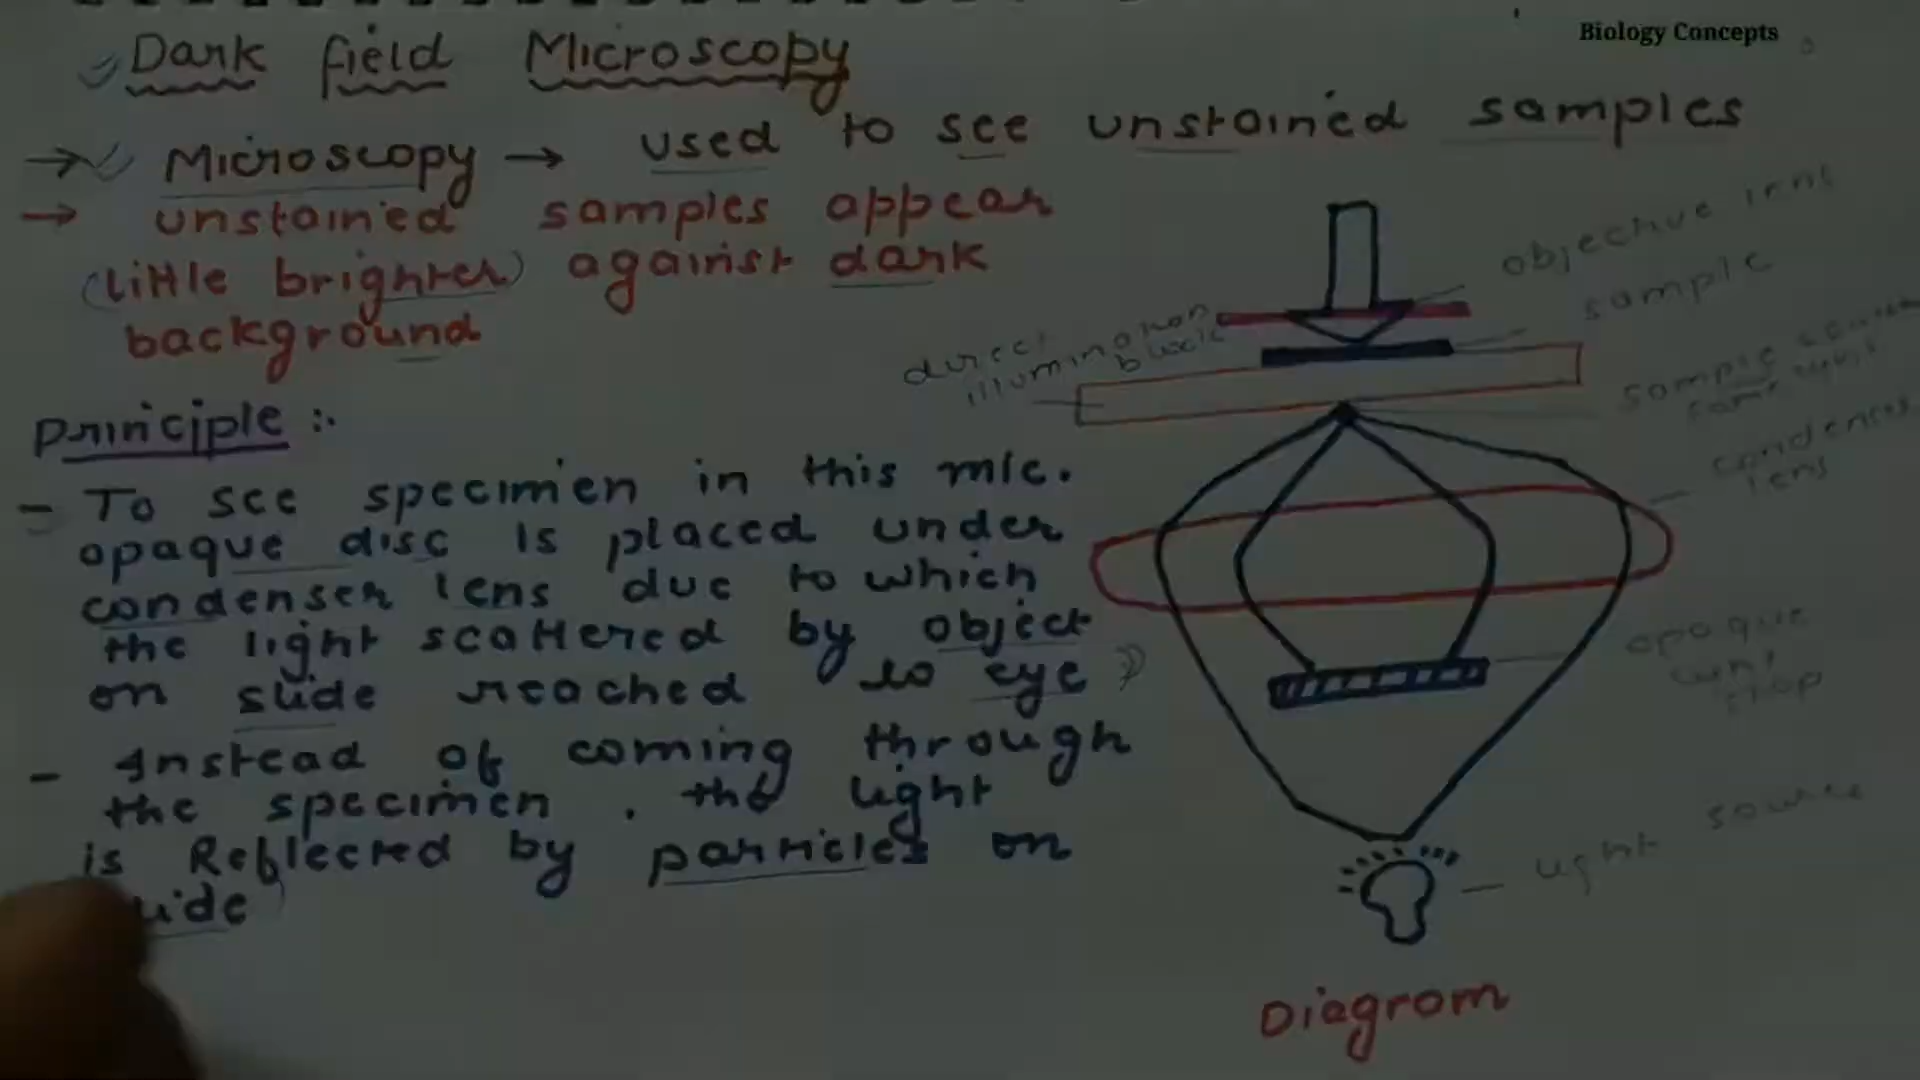 Biology Concepts
Dark field Microscopy
→ Microscopy → used to see unstained samples
→ unstained samples appear
(little brighter) against dark
background
Principle :-
- To see specimen in this mic.
opaque disc is placed under
condenser lens due to which
the light scattered by object
on slide reached to eye
- Instead of coming through
the specimen. the light
is Reflected by particles on
objective lens
sample
direct
illumination
sample
condenser
lens
opaque
light
stop
light source
Diagram